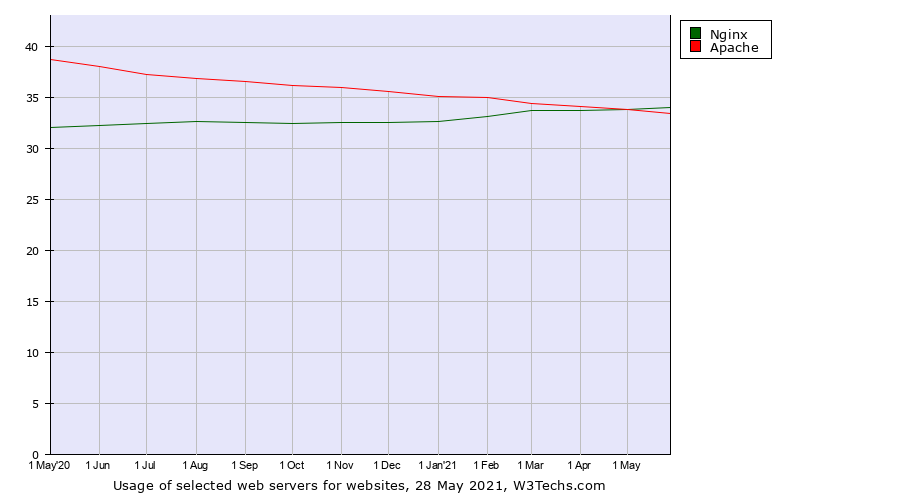 Nginx
Apache
40
35
30
25
20
15
10
5
0
1 May'20 1 Jun 1 Jul 1 Aug 1 Sep 1 Oct 1 Nov 1 Dec 1 Jan'21 1 Feb 1 Mar 1 Apr 1 May
Usage of selected web servers for websites, 28 May 2021, W3Techs.com